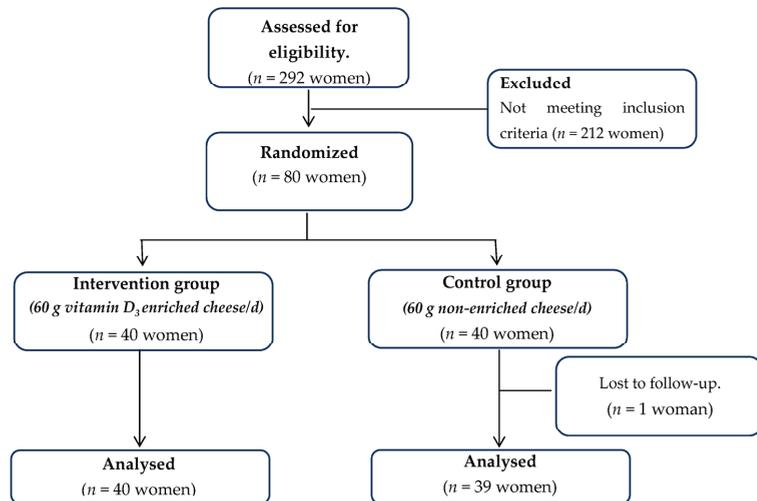 Assessed for
eligibility.
(n = 292 women)
Excluded
Not meeting inclusion
criteria (n = 212 women)
Randomized
(n = 80 women)
Intervention group
(60 g vitamin D3 enriched cheese/d)
(n = 40 women)
Control group
(60 g non-enriched cheese/d)
(n = 40 women)
Lost to follow-up.
(n = 1 woman)
Analysed
(n = 40 women)
Analysed
(n = 39 women)